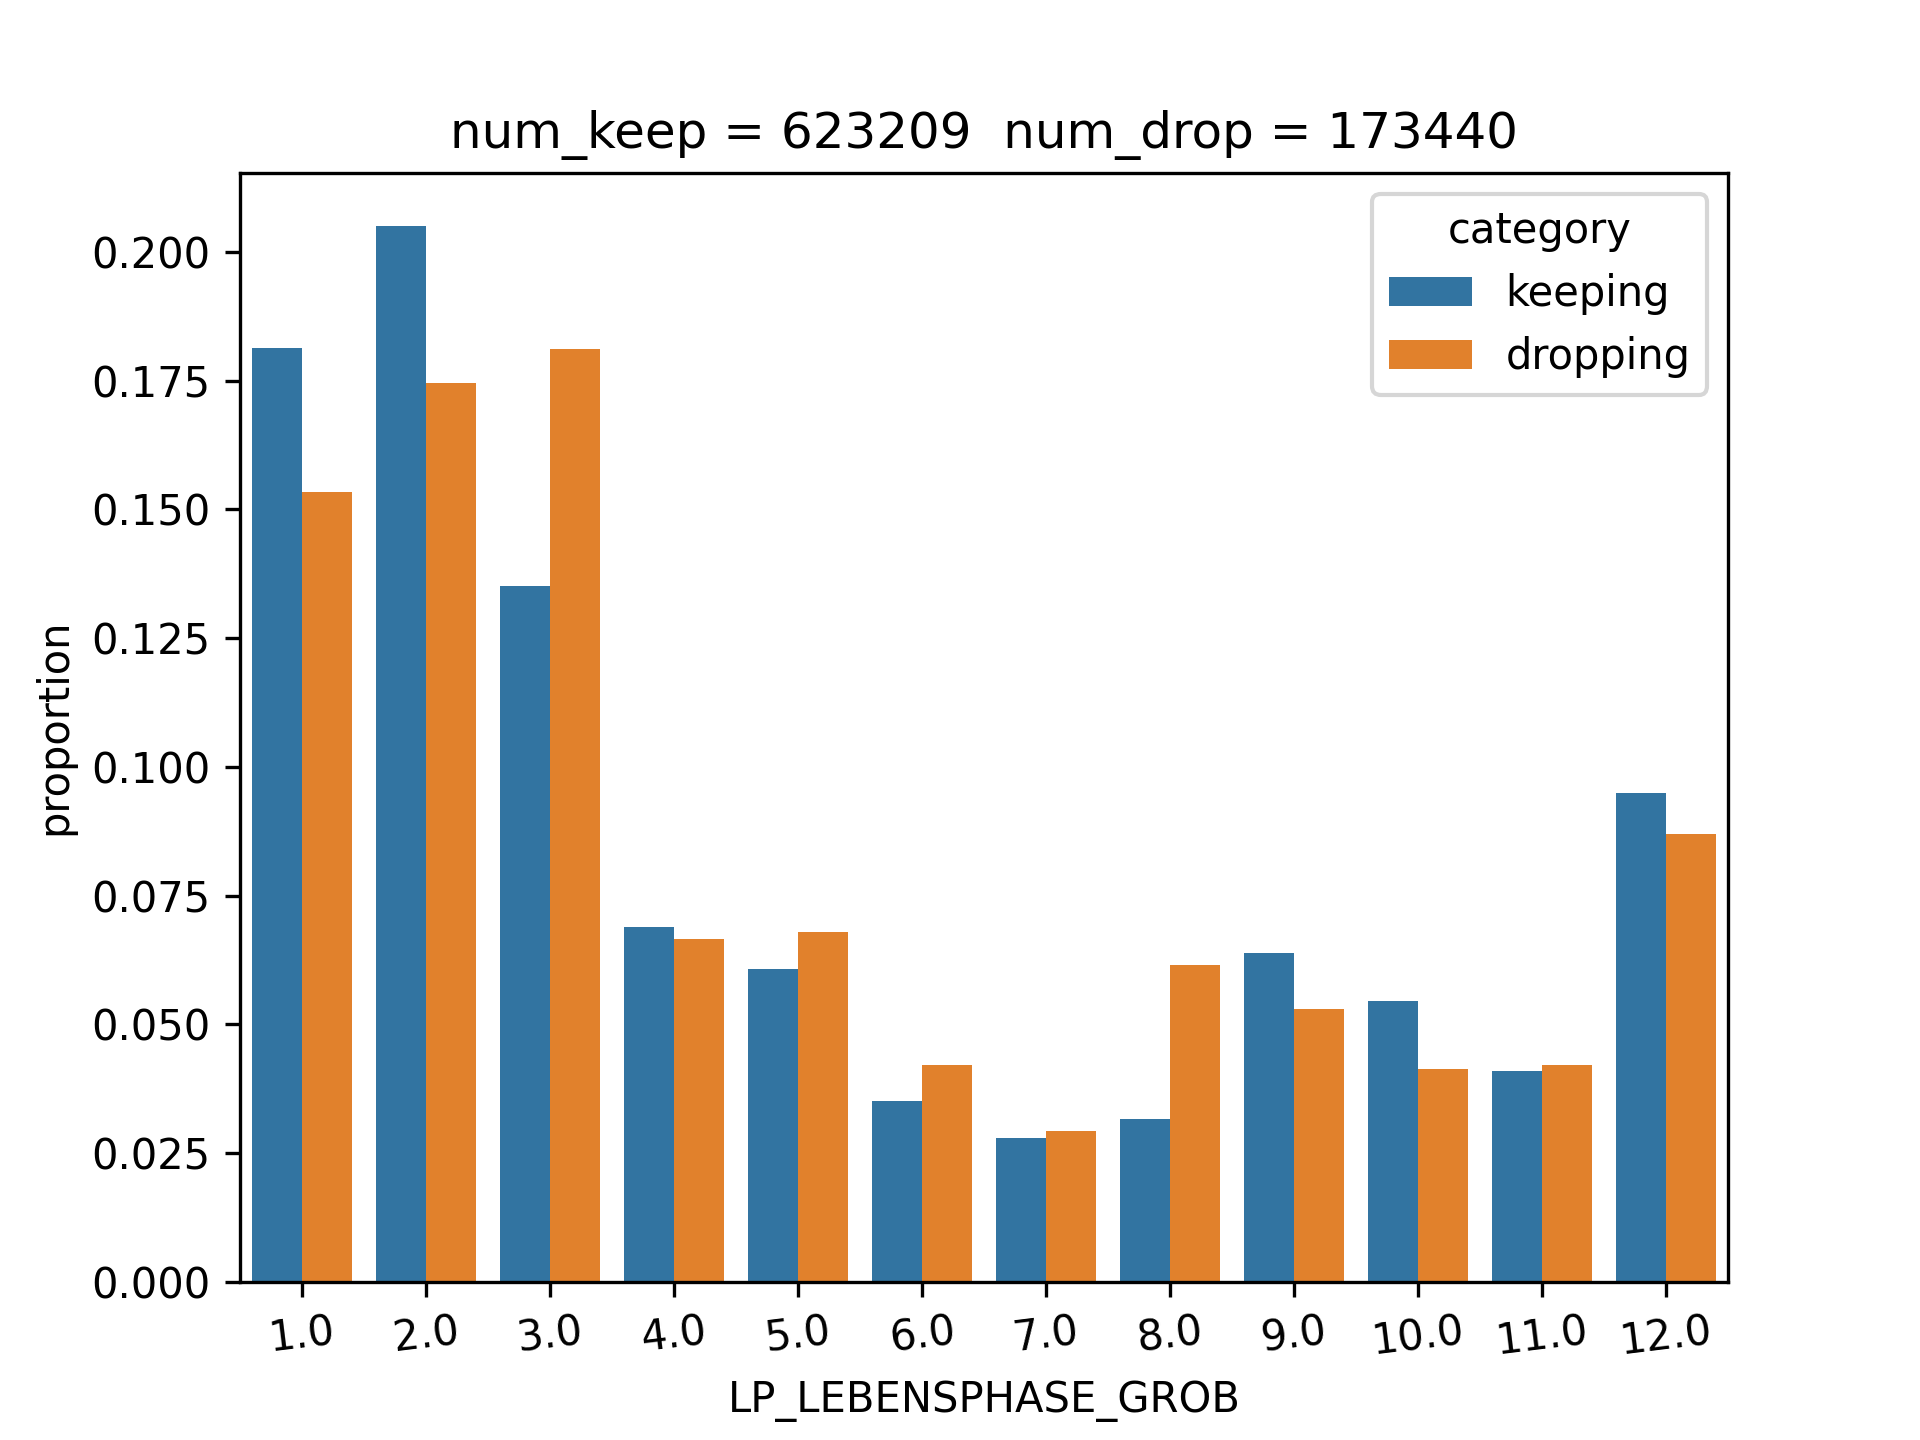 num_keep = 623209  num_drop = 173440
category
keeping
dropping
proportion
0.200
0.175
0.150
0.125
0.100
0.075
0.050
0.025
0.000
1.0 2.0 3.0 4.0 5.0 6.0 7.0 8.0 9.0 10.0 11.0 12.0
LP_LEBENSPHASE_GROB